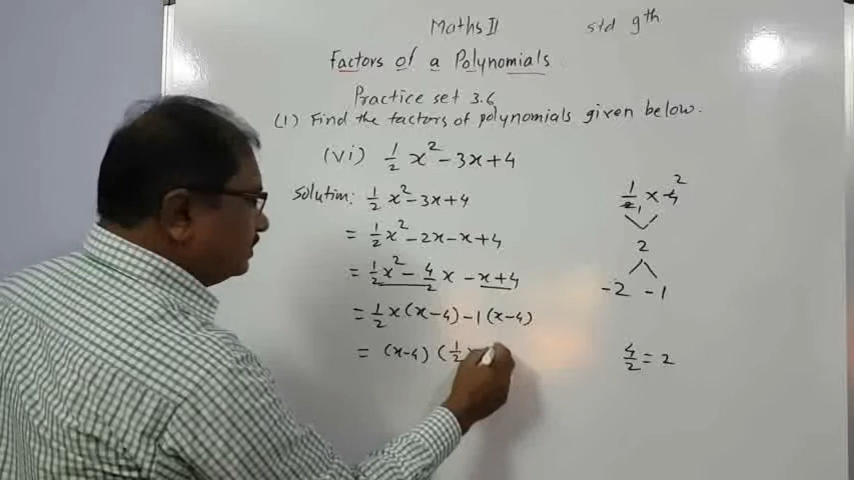 Maths II std 9th
Factors of a Polynomials
Practice set 3.6
(1) Find the factors of polynomials given below.
(vi) 1/2 x² - 3x + 4
Solution: 1/2 x² - 3x + 4
= 1/2 x² - 2x - x + 4
= 1/2 x² - 4/2 x - x + 4
= 1/2 x (x - 4) - 1 (x - 4)
= (x - 4) (1/2
1/2 1 x 4 2
2
-2 -1
4/2 = 2